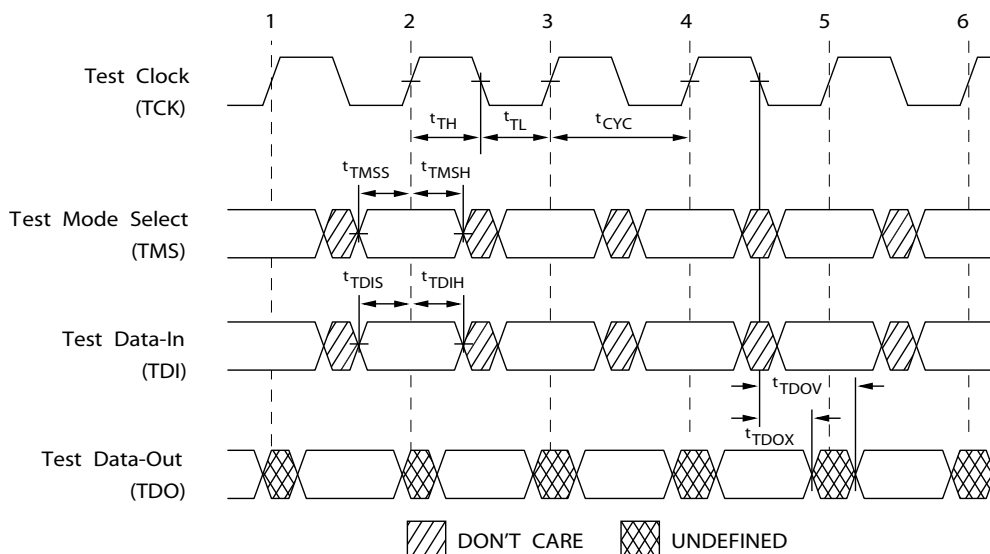 1 2 3 4 5 6
Test Clock
(TCK)
tTH tTL tCYC
tTMSS tTMSH
Test Mode Select
(TMS)
tTDIS tTDIH
Test Data-In
(TDI)
tTDOV
tTDOX
Test Data-Out
(TDO)
DON'T CARE UNDEFINED